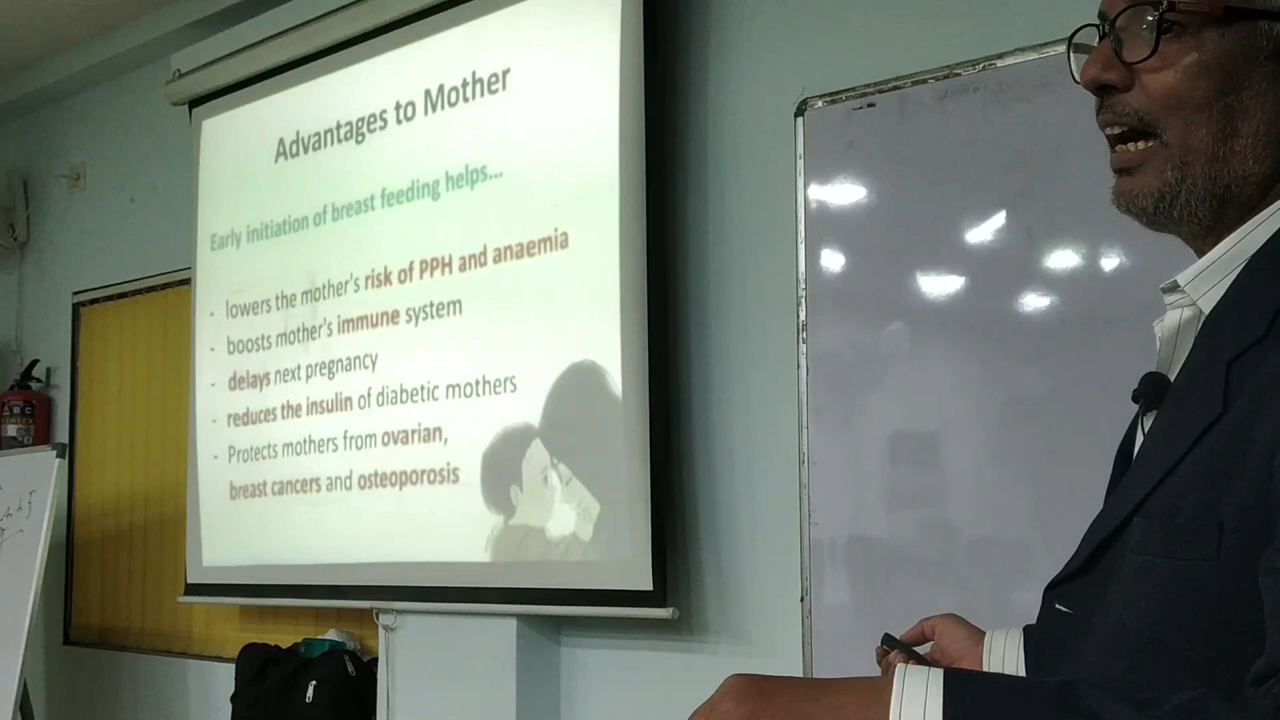 Advantages to Mother
Early initiation of breast feeding helps...
- lowers the mother's risk of PPH and anaemia
- boosts mother's immune system
- delays next pregnancy
- reduces the insulin of diabetic mothers
- Protects mothers from ovarian,
breast cancers and osteoporosis
ABC